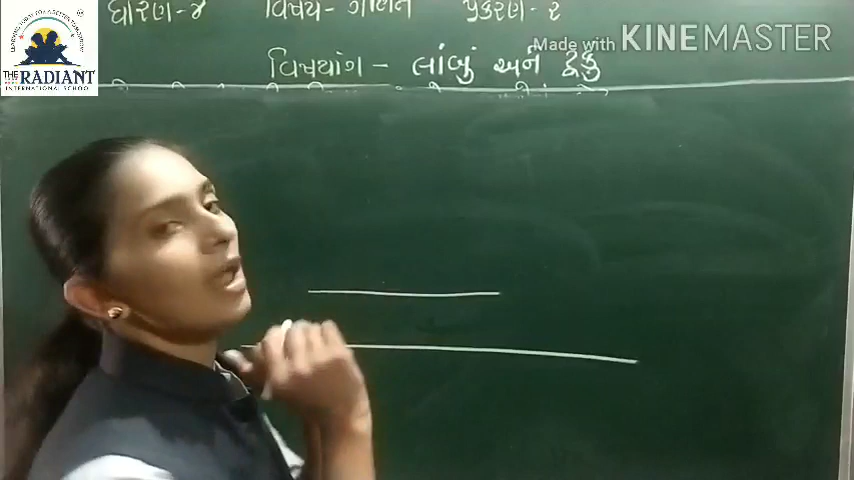 ધોરણ-૪ વિષય- ગણિત પ્રકરણ-૨
વિષયાંગ - લાંબું અને ટૂંકું
Made with KINEMASTER
THE RADIANT
INTERNATIONAL SCHOOL